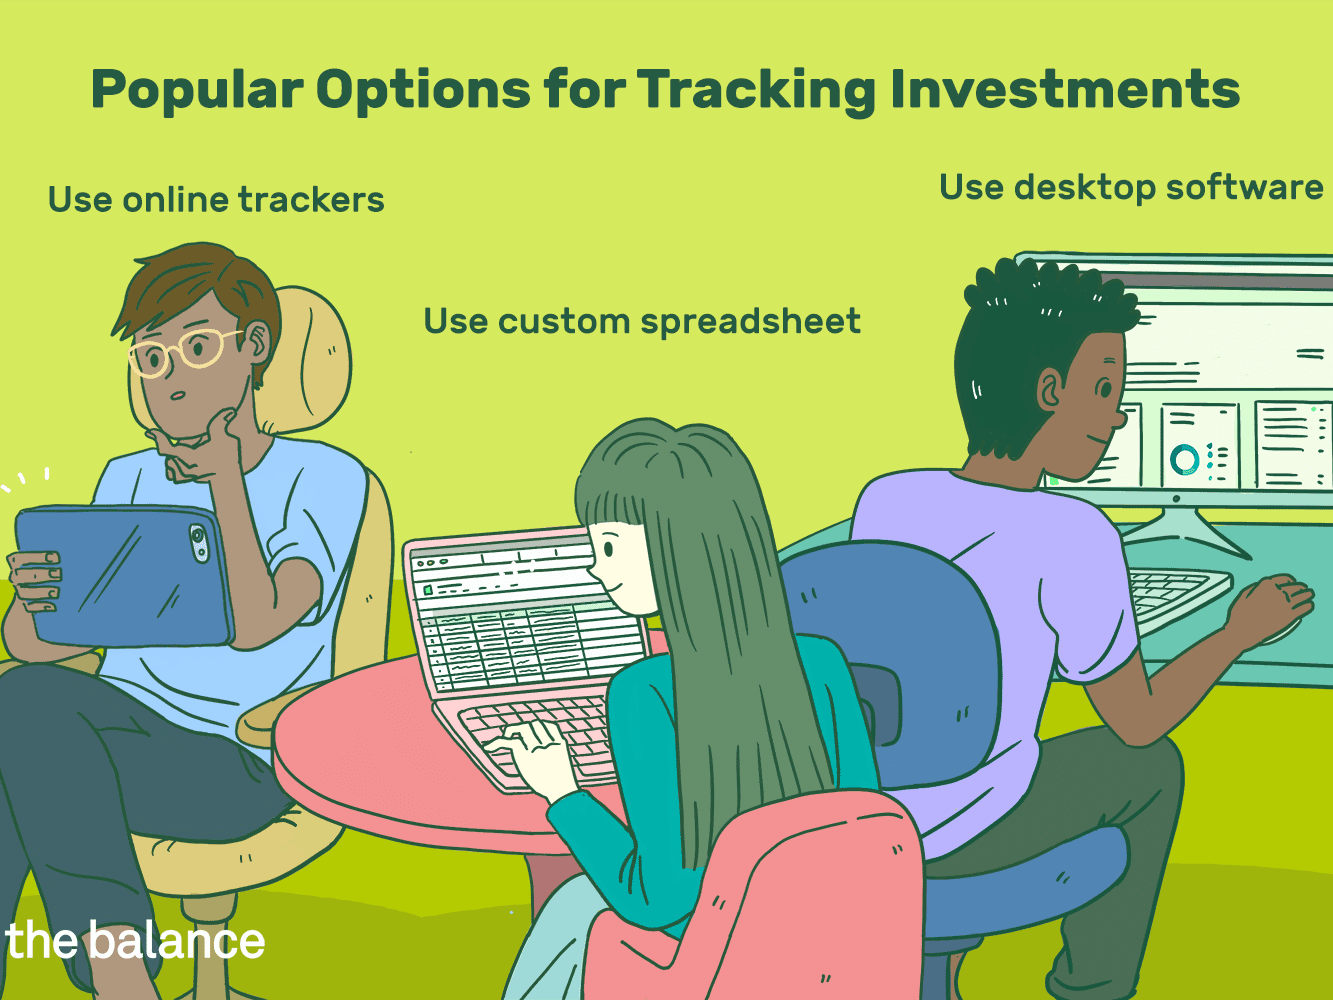 Popular Options for Tracking Investments
Use online trackers
Use desktop software
Use custom spreadsheet
the balance